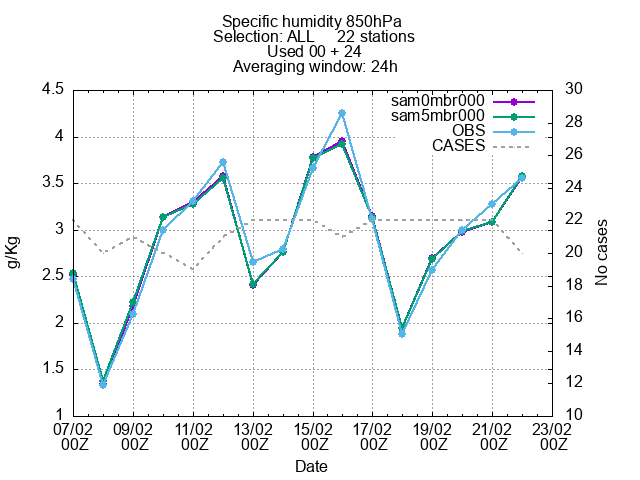 Specific humidity 850hPa
Selection: ALL 22 stations
Used 00 + 24
Averaging window: 24h
sam0mbr000
sam5mbr000
OBS
CASES
4.5
4
3.5
3
2.5
2
1.5
1
g/Kg
30
28
26
24
22
20
18
16
14
12
10
No cases
07/02 09/02 11/02 13/02 15/02 17/02 19/02 21/02 23/02
00Z 00Z 00Z 00Z 00Z 00Z 00Z 00Z 00Z
Date